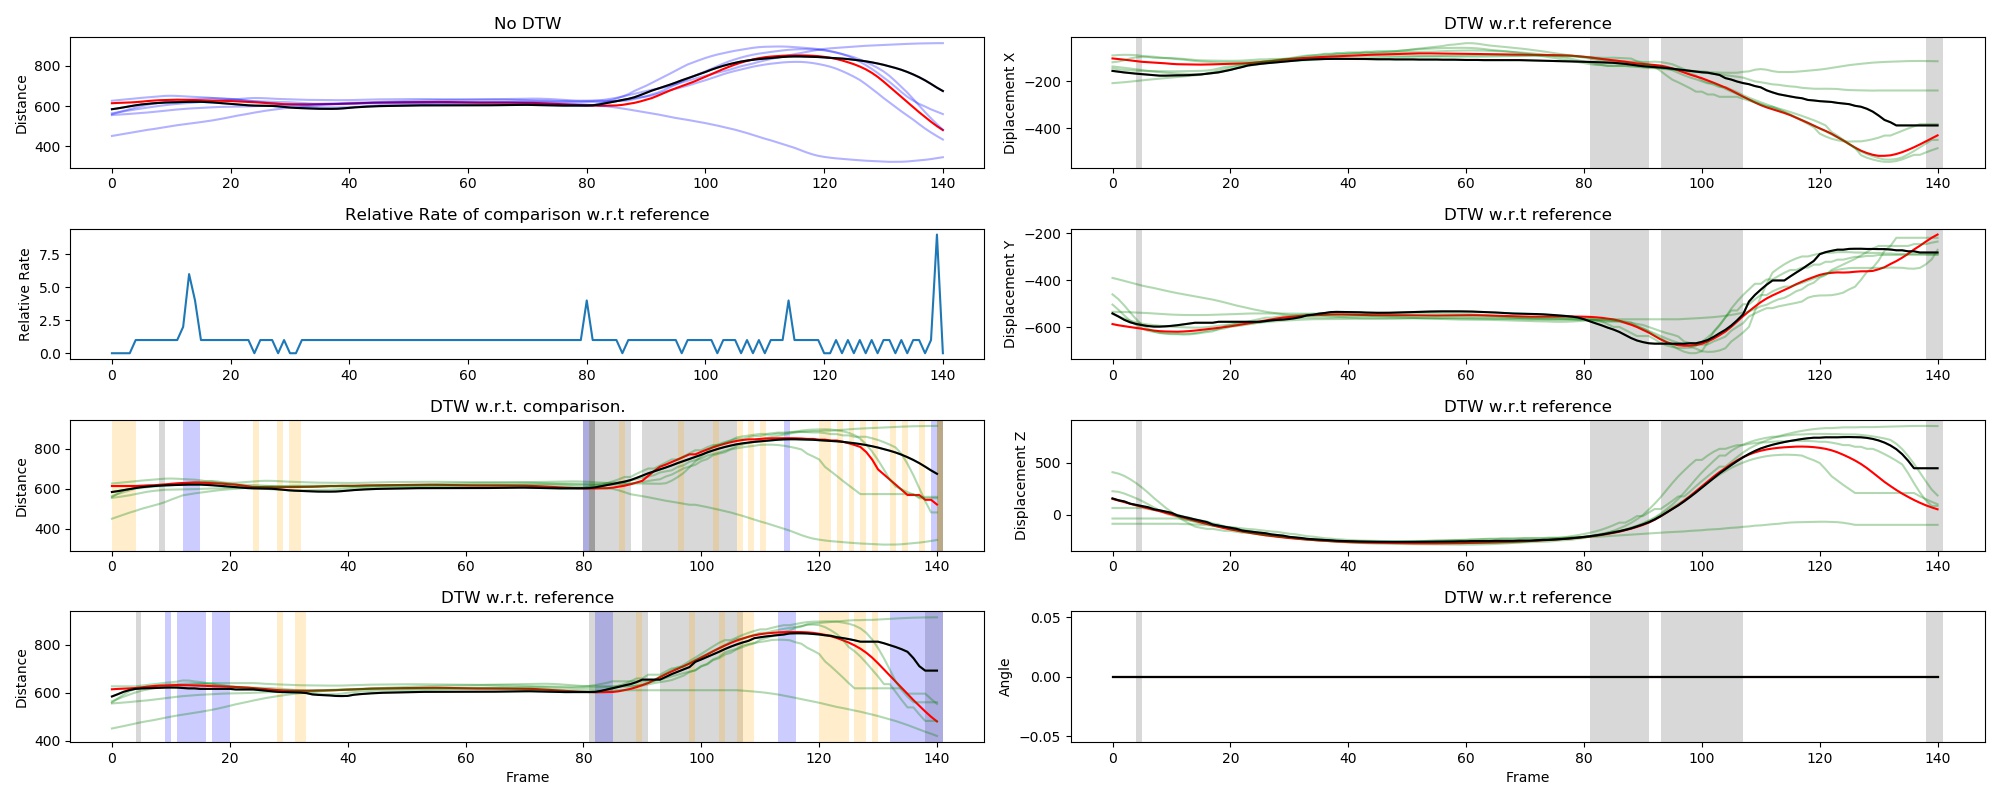 No DTW
Distance
800
600
400
0 20 40 60 80 100 120 140
Relative Rate of comparison w.r.t reference
Relative Rate
7.5
5.0
2.5
0.0
0 20 40 60 80 100 120 140
DTW w.r.t. comparison.
Distance
800
600
400
0 20 40 60 80 100 120 140
DTW w.r.t. reference
Distance
800
600
400
0 20 40 60 80 100 120 140
Frame
DTW w.r.t reference
Diplacement X
−200
−400
0 20 40 60 80 100 120 140
DTW w.r.t reference
Displacement Y
−200
−400
−600
0 20 40 60 80 100 120 140
DTW w.r.t reference
Displacement Z
500
0
0 20 40 60 80 100 120 140
DTW w.r.t reference
Angle
0.05
0.00
−0.05
0 20 40 60 80 100 120 140
Frame